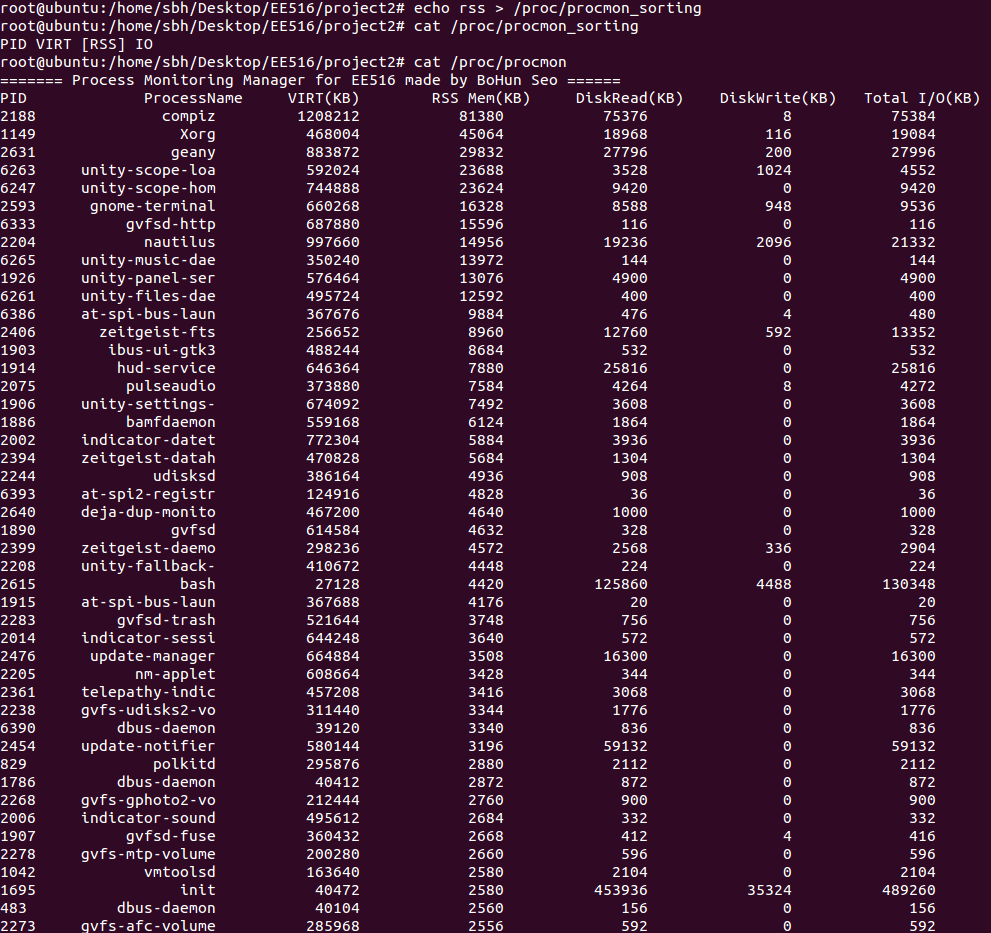 root@ubuntu:/home/sbh/Desktop/EE516/project2# echo rss > /proc/procmon_sorting
root@ubuntu:/home/sbh/Desktop/EE516/project2# cat /proc/procmon_sorting
PID VIRT [RSS] IO
root@ubuntu:/home/sbh/Desktop/EE516/project2# cat /proc/procmon
======= Process Monitoring Manager for EE516 made by BoHun Seo ======
PID ProcessName VIRT(KB) RSS Mem(KB) DiskRead(KB) DiskWrite(KB) Total I/O(KB)
2188 compiz 1208212 81380 75376 8 75384
1149 Xorg 468004 45064 18968 116 19084
2631 geany 883872 29832 27796 200 27996
6263 unity-scope-loa 592024 23688 3528 1024 4552
6247 unity-scope-hom 744888 23624 9420 0 9420
2593 gnome-terminal 660268 16328 8588 948 9536
6333 gvfsd-http 687880 15596 116 0 116
2204 nautilus 997660 14956 19236 2096 21332
6265 unity-music-dae 350240 13972 144 0 144
1926 unity-panel-ser 576464 13076 4900 0 4900
6261 unity-files-dae 495724 12592 400 0 400
6386 at-spi-bus-laun 367676 9884 476 4 480
2406 zeitgeist-fts 256652 8960 12760 592 13352
1903 ibus-ui-gtk3 488244 8684 532 0 532
1914 hud-service 646364 7880 25816 0 25816
2075 pulseaudio 373880 7584 4264 8 4272
1906 unity-settings- 674092 7492 3608 0 3608
1886 bamfdaemon 559168 6124 1864 0 1864
2002 indicator-datet 772304 5884 3936 0 3936
2394 zeitgeist-datah 470828 5684 1304 0 1304
2244 udisksd 386164 4936 908 0 908
6393 at-spi2-registr 124916 4828 36 0 36
2640 deja-dup-monito 467200 4640 1000 0 1000
1890 gvfsd 614584 4632 328 0 328
2399 zeitgeist-daemo 298236 4572 2568 336 2904
2208 unity-fallback- 410672 4448 224 0 224
2615 bash 27128 4420 125860 4488 130348
1915 at-spi-bus-laun 367688 4176 20 0 20
2283 gvfsd-trash 521644 3748 756 0 756
2014 indicator-sessi 644248 3640 572 0 572
2476 update-manager 664884 3508 16300 0 16300
2205 nm-applet 608664 3428 344 0 344
2361 telepathy-indic 457208 3416 3068 0 3068
2238 gvfs-udisks2-vo 311440 3344 1776 0 1776
6390 dbus-daemon 39120 3340 836 0 836
2454 update-notifier 580144 3196 59132 0 59132
829 polkitd 295876 2880 2112 0 2112
1786 dbus-daemon 40412 2872 872 0 872
2268 gvfs-gphoto2-vo 212444 2760 900 0 900
2006 indicator-sound 495612 2684 332 0 332
1907 gvfsd-fuse 360432 2668 412 4 416
2278 gvfs-mtp-volume 200280 2660 596 0 596
1042 vmtoolsd 163640 2580 2104 0 2104
1695 init 40472 2580 453936 35324 489260
483 dbus-daemon 40104 2560 156 0 156
2273 gvfs-afc-volume 285968 2556 592 0 592